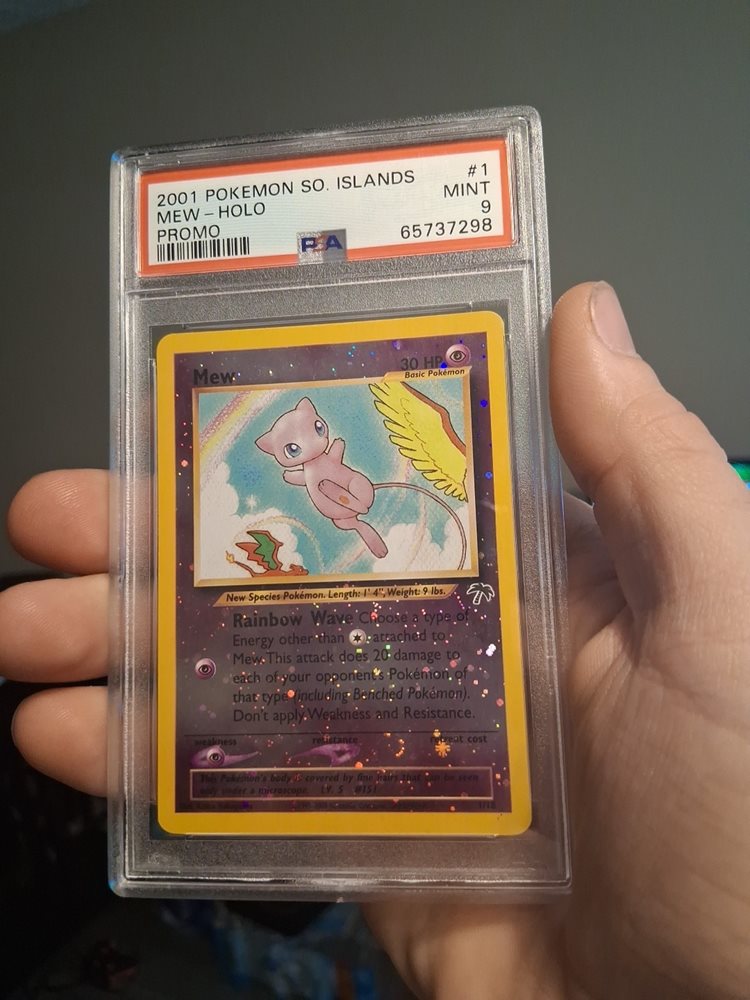 2001 POKEMON SO. ISLANDS #1
MEW – HOLO MINT
PROMO 9
PSA 65737298
Mew 30 HP
Basic Pokémon
New Species Pokémon. Length: 1' 4", Weight: 9 lbs.
Rainbow Wave Choose a type of
Energy other than attached to
Mew. This attack does 20 damage to
each of your opponent's Pokémon of
that type (including Benched Pokémon).
Don't apply Weakness and Resistance.
weakness resistance retreat cost
This Pokémon's body is covered by fine hairs that can be seen
only under a microscope. LV. 5 #151